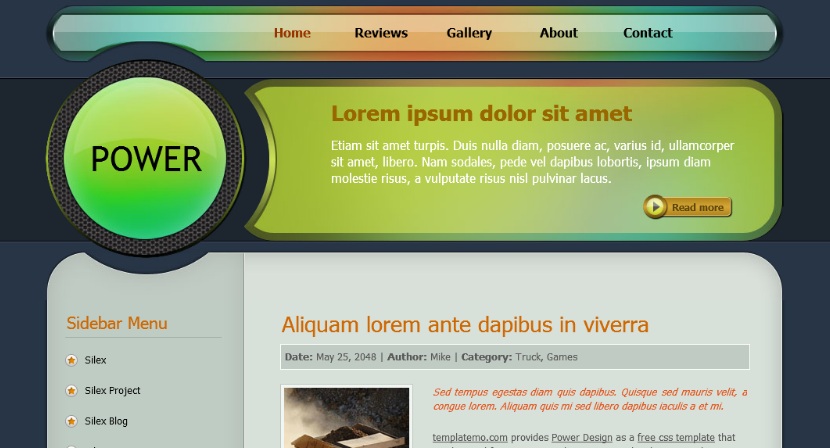 Home Reviews Gallery About Contact
POWER
Lorem ipsum dolor sit amet
Etiam sit amet turpis. Duis nulla diam, posuere ac, varius id, ullamcorper
sit amet, libero. Nam sodales, pede vel dapibus lobortis, ipsum diam
molestie risus, a vulputate risus nisl pulvinar lacus.
Read more
Sidebar Menu
Silex
Silex Project
Silex Blog
Aliquam lorem ante dapibus in viverra
Date: May 25, 2048 | Author: Mike | Category: Truck, Games
Sed tempus egestas diam quis dapibus. Quisque sed mauris velit, a
congue lorem. Aliquam quis mi sed libero dapibus iaculis a et mi.
templatemo.com provides Power Design as a free css template that